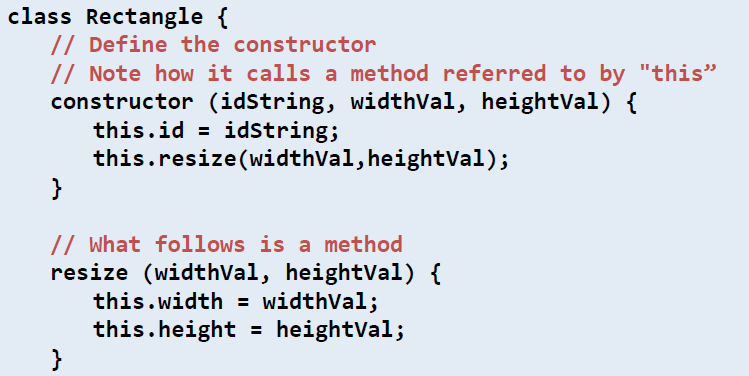 class Rectangle {
// Define the constructor
// Note how it calls a method referred to by "this”
constructor (idString, widthVal, heightVal) {
this.id = idString;
this.resize(widthVal,heightVal);
}
// What follows is a method
resize (widthVal, heightVal) {
this.width = widthVal;
this.height = heightVal;
}